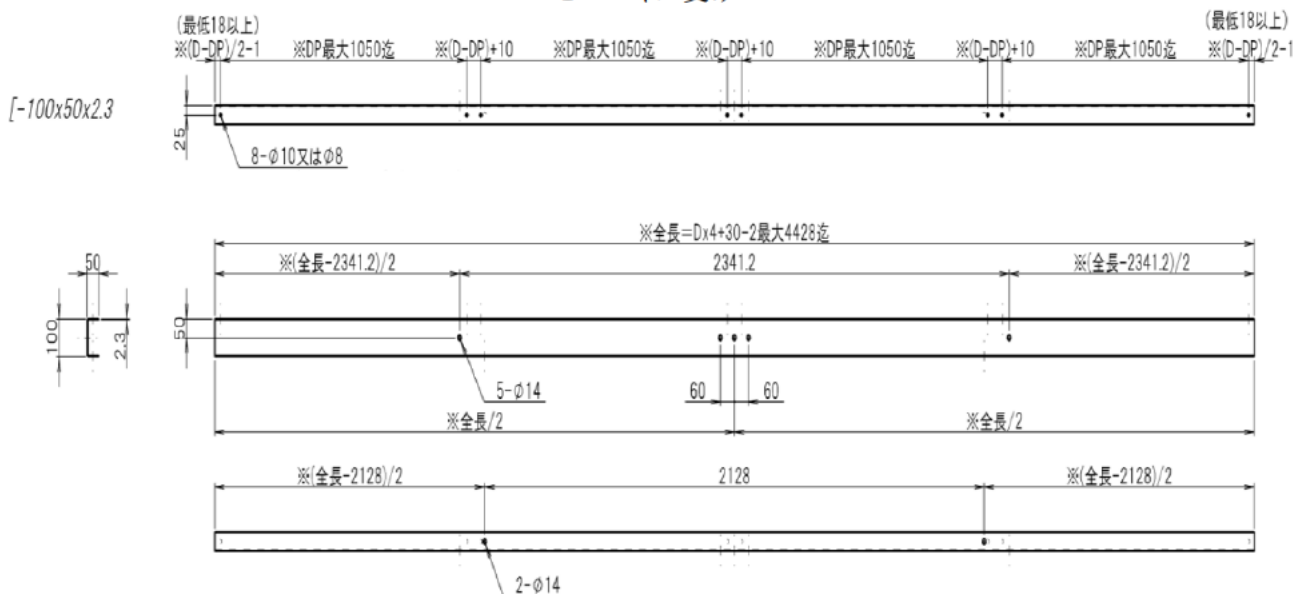 (最低18以上)
(最低18以上)
※(D-DP)/2-1
※DP最大1050迄
※(D-DP)+10
※DP最大1050迄
※(D-DP)+10
※DP最大1050迄
※(D-DP)+10
※DP最大1050迄
※(D-DP)/2-1
[-100x50x2.3
25
8-φ10又はφ8
※全長=Dx4+30-2最大4428迄
50
※(全長-2341.2)/2
2341.2
※(全長-2341.2)/2
100
2.3
50
5-φ14
60
60
※全長/2
※全長/2
※(全長-2128)/2
2128
※(全長-2128)/2
2-φ14